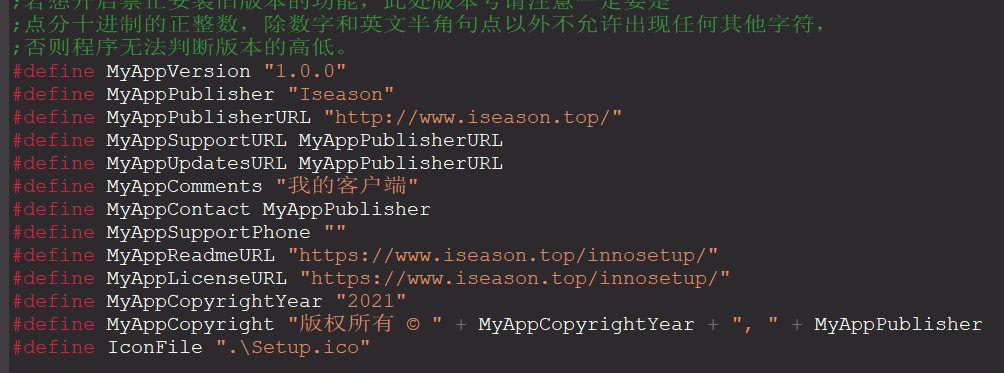 ;若想开启禁止安装旧版本的功能，此处版本号请注意一定要是
;点分十进制的正整数，除数字和英文半角句点以外不允许出现任何其他字符，
;否则程序无法判断版本的高低。
#define MyAppVersion "1.0.0"
#define MyAppPublisher "Iseason"
#define MyAppPublisherURL "http://www.iseason.top/"
#define MyAppSupportURL MyAppPublisherURL
#define MyAppUpdatesURL MyAppPublisherURL
#define MyAppComments "我的客户端"
#define MyAppContact MyAppPublisher
#define MyAppSupportPhone ""
#define MyAppReadmeURL "https://www.iseason.top/innosetup/"
#define MyAppLicenseURL "https://www.iseason.top/innosetup/"
#define MyAppCopyrightYear "2021"
#define MyAppCopyright "版权所有 © " + MyAppCopyrightYear + ", " + MyAppPublisher
#define IconFile ".\Setup.ico"